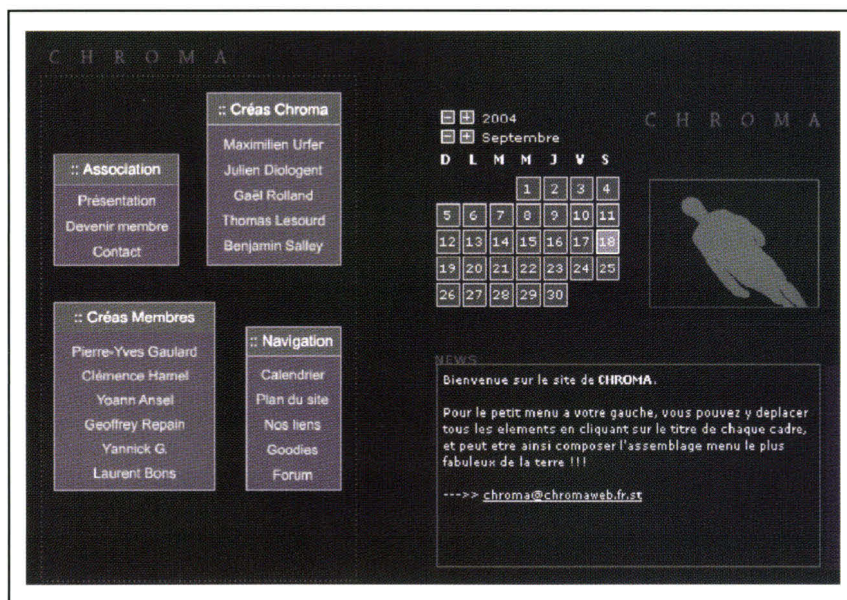 CHROMA
:: Créas Chroma
Maximilien Urfer
Julien Diologent
Gaël Rolland
Thomas Lesourd
Benjamin Salley
:: Association
Présentation
Devenir membre
Contact
:: Créas Membres
Pierre-Yves Gaulard
Clémence Hamel
Yoann Ansel
Geoffrey Repain
Yannick G.
Laurent Bons
:: Navigation
Calendrier
Plan du site
Nos liens
Goodies
Forum
- + 2004
- + Septembre
D L M M J V S
1 2 3 4
5 6 7 8 9 10 11
12 13 14 15 16 17 18
19 20 21 22 23 24 25
26 27 28 29 30
CHROMA
NEWS
Bienvenue sur le site de CHROMA.
Pour le petit menu a votre gauche, vous pouvez y deplacer
tous les elements en cliquant sur le titre de chaque cadre,
et peut etre ainsi composer l'assemblage menu le plus
fabuleux de la terre !!!
--->> chroma@chromaweb.fr.st